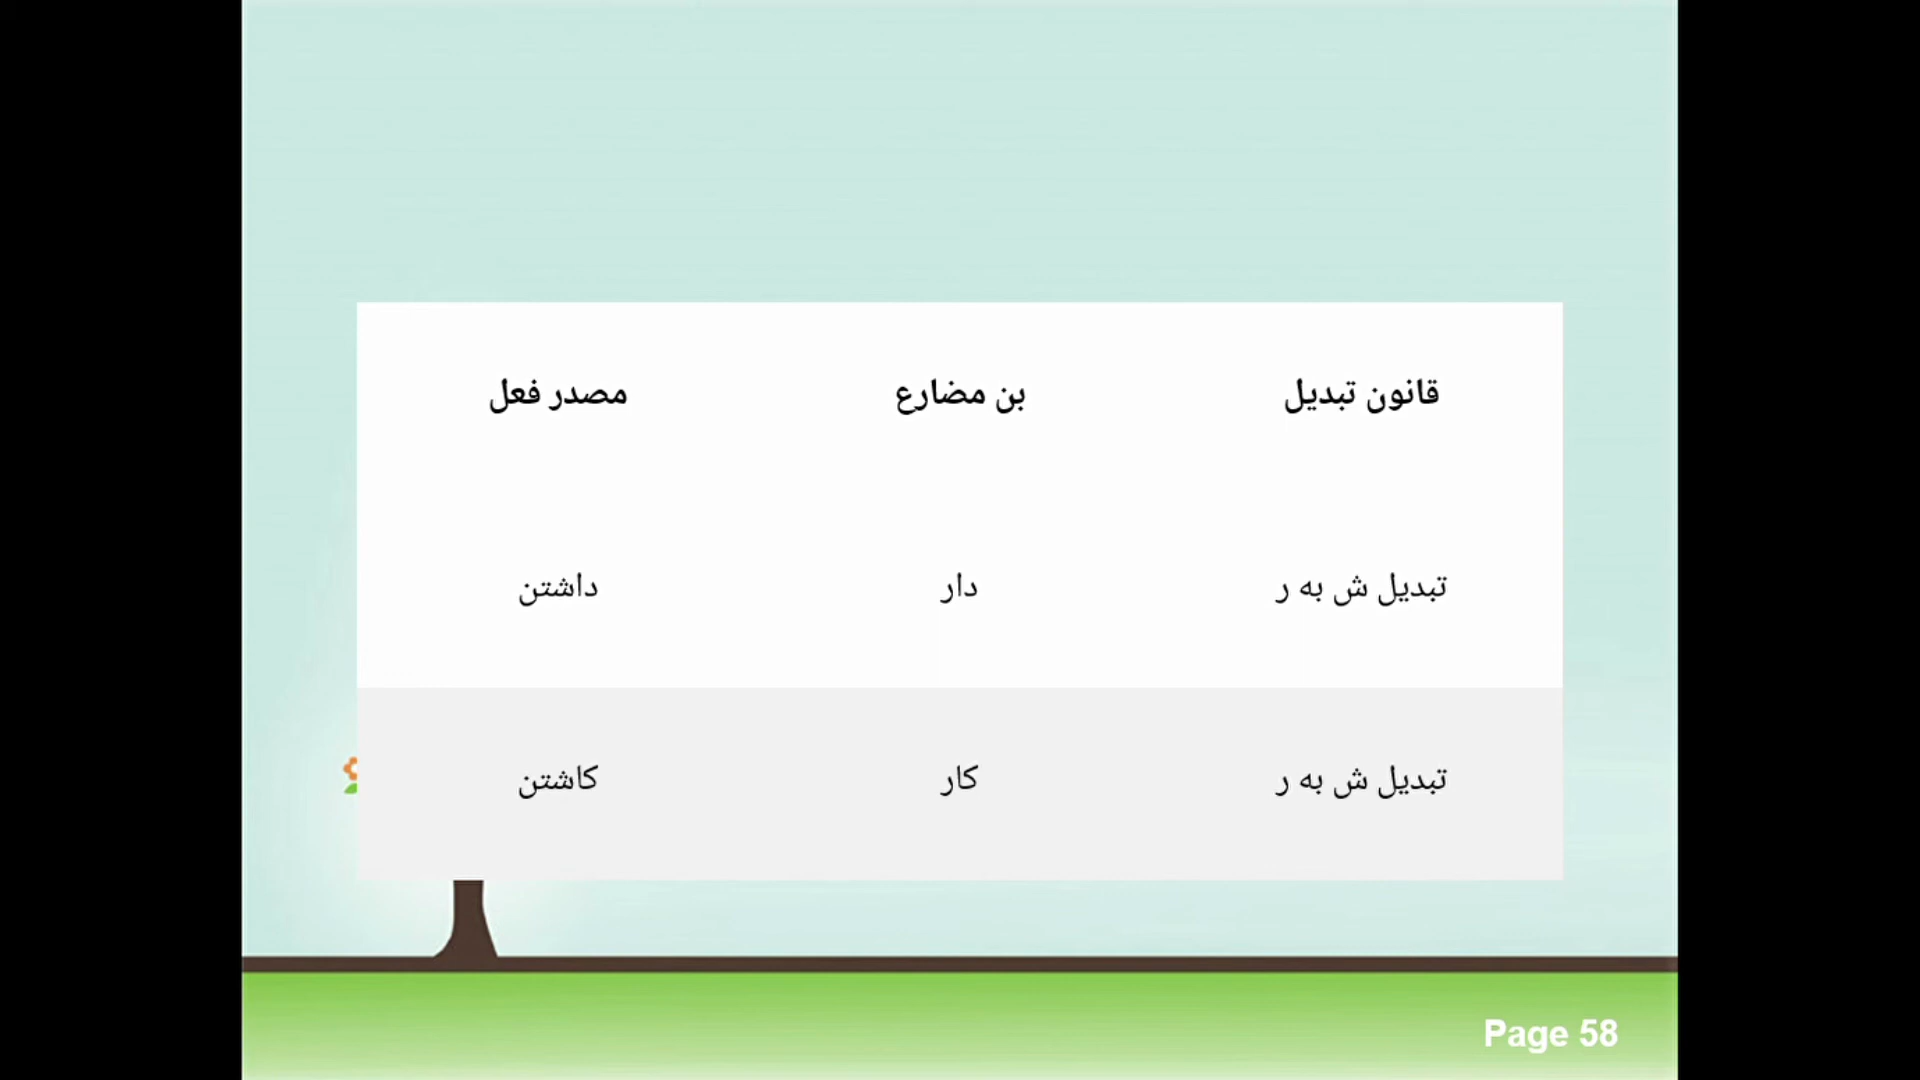 قانون تبدیل بن مضارع مصدر فعل
تبدیل ش به ر دار داشتن
تبدیل ش به ر کار کاشتن
Page 58